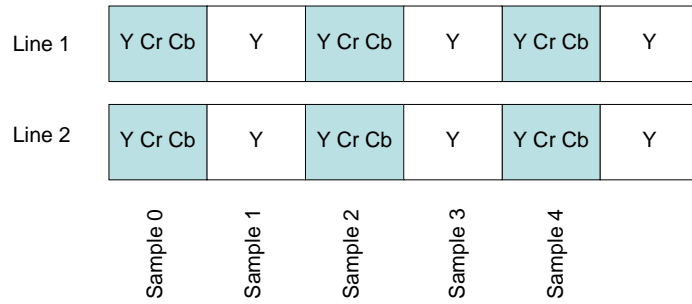 Line 1 Y Cr Cb Y Y Cr Cb Y Y Cr Cb Y
Line 2 Y Cr Cb Y Y Cr Cb Y Y Cr Cb Y
Sample 0
Sample 1
Sample 2
Sample 3
Sample 4